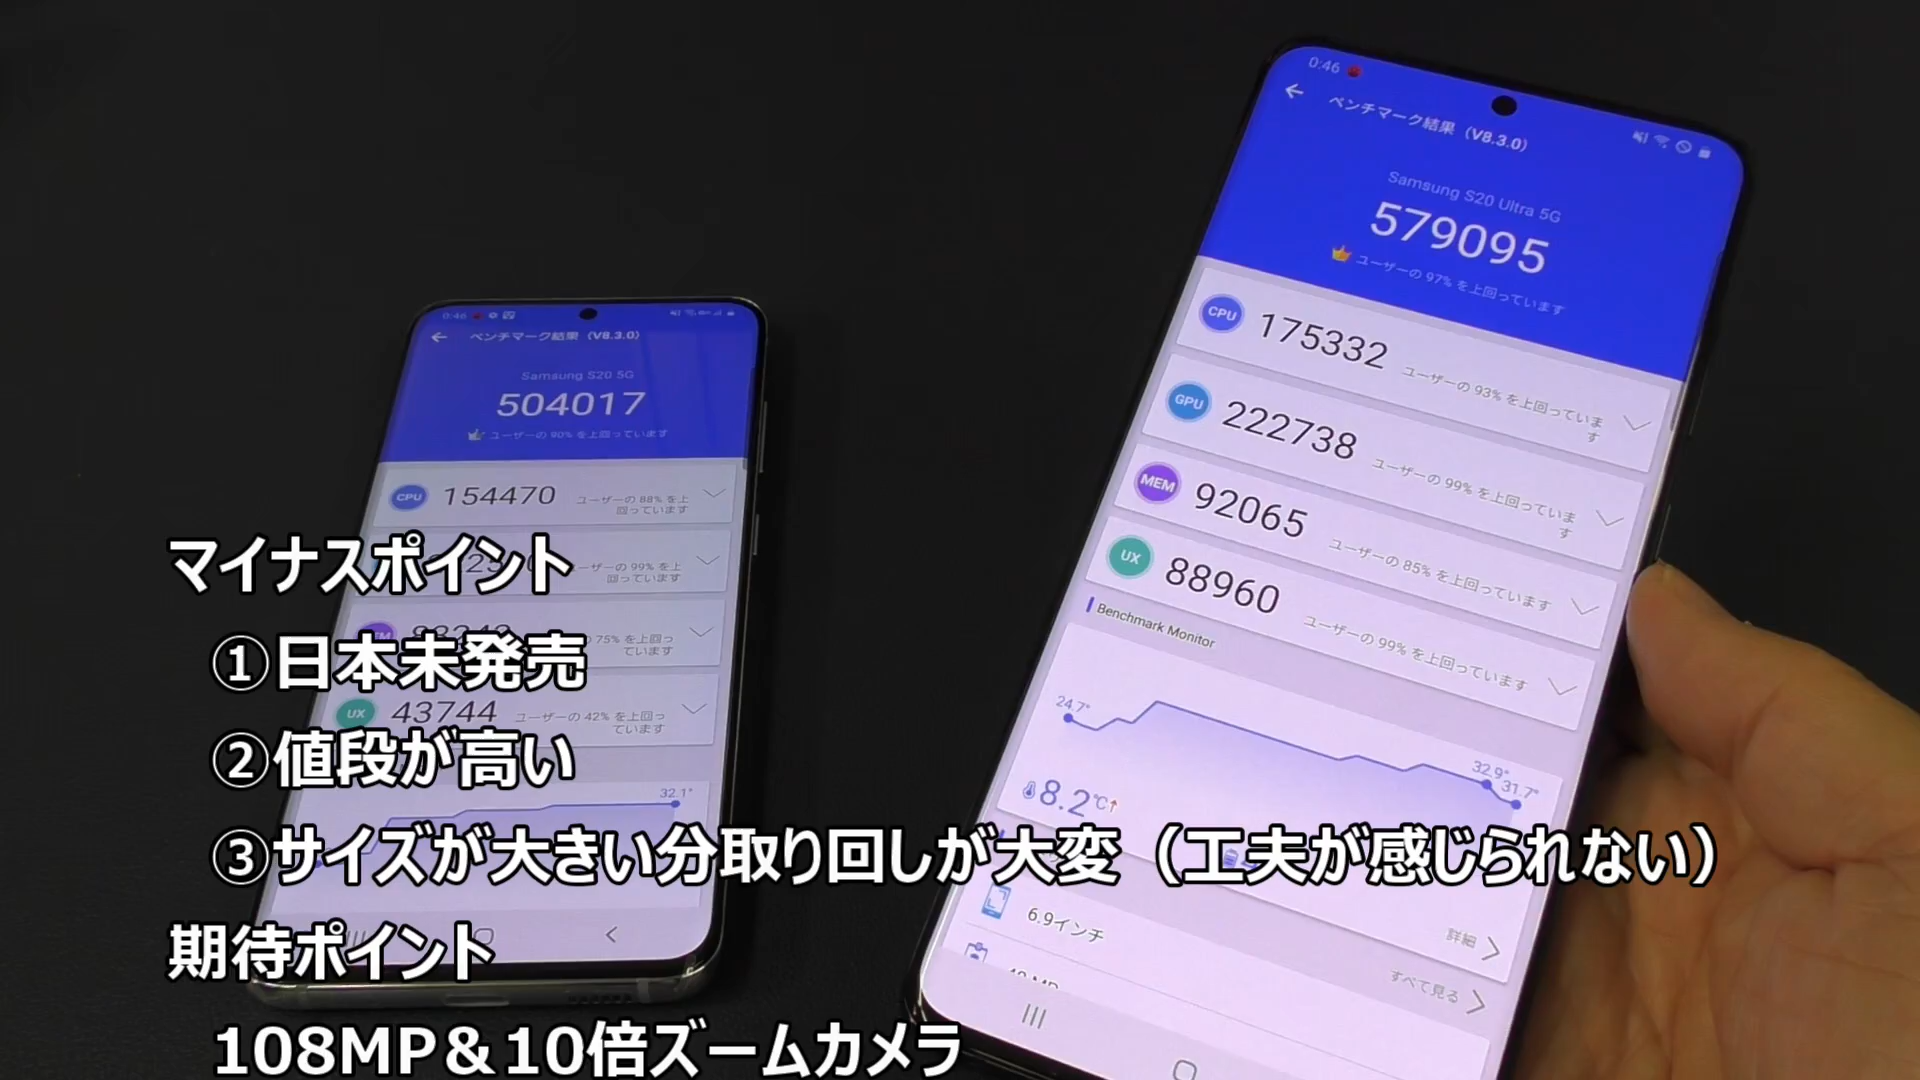 0:46
ベンチマーク結果（V8.3.0）
Samsung S20 5G
504017
ユーザーの 90% を上回っています
CPU 154470 ユーザーの 88% を上
回っています
ユーザーの 99% を上
回っています
75% を上回っ
ています
UX 43744 ユーザーの 42% を上回っ
ています
32.1°
0:46
ベンチマーク結果（V8.3.0）
Samsung S20 Ultra 5G
579095
ユーザーの 97% を上回っています
CPU 175332 ユーザーの 93% を上回っていま
す
GPU 222738 ユーザーの 99% を上回っていま
す
MEM 92065 ユーザーの 85% を上回っています
UX 88960 ユーザーの 99% を上回っています
Benchmark Monitor
24.7°
32.9°
31.7°
8.2℃↑
詳細
6.9インチ
すべて見る
マイナスポイント
①日本未発売
②値段が高い
③サイズが大きい分取り回しが大変（工夫が感じられない）
期待ポイント
108MP＆10倍ズームカメラ